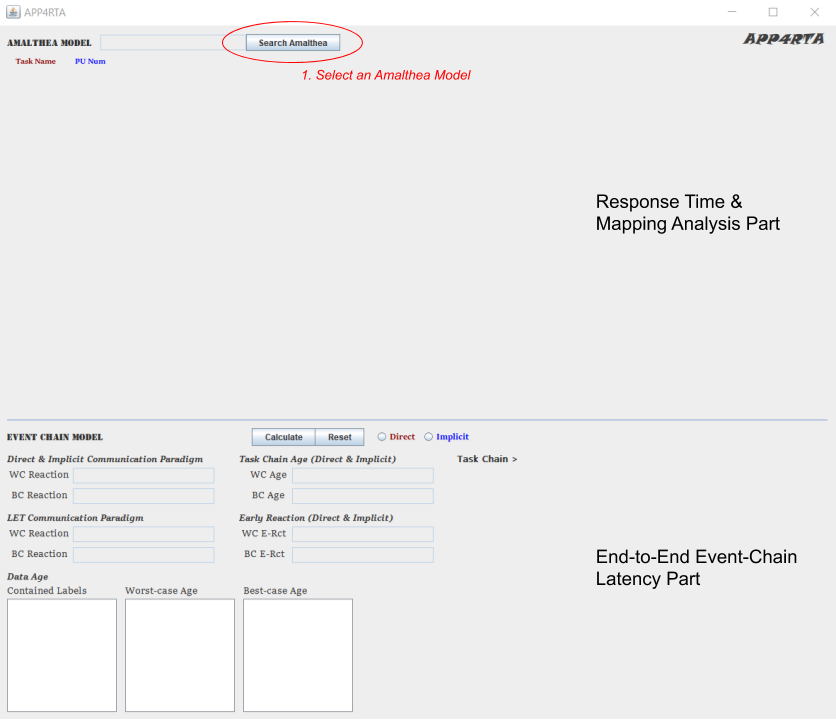 APP4RTA
AMALTHEA MODEL Search Amalthea APP4RTA
Task Name PU Num
1. Select an Amalthea Model
Response Time &
Mapping Analysis Part
EVENT CHAIN MODEL Calculate Reset Direct Implicit
Direct & Implicit Communication Paradigm Task Chain Age (Direct & Implicit) Task Chain >
WC Reaction WC Age
BC Reaction BC Age
LET Communication Paradigm Early Reaction (Direct & Implicit)
WC Reaction WC E-Rct
BC Reaction BC E-Rct
End-to-End Event-Chain
Latency Part
Data Age
Contained Labels Worst-case Age Best-case Age